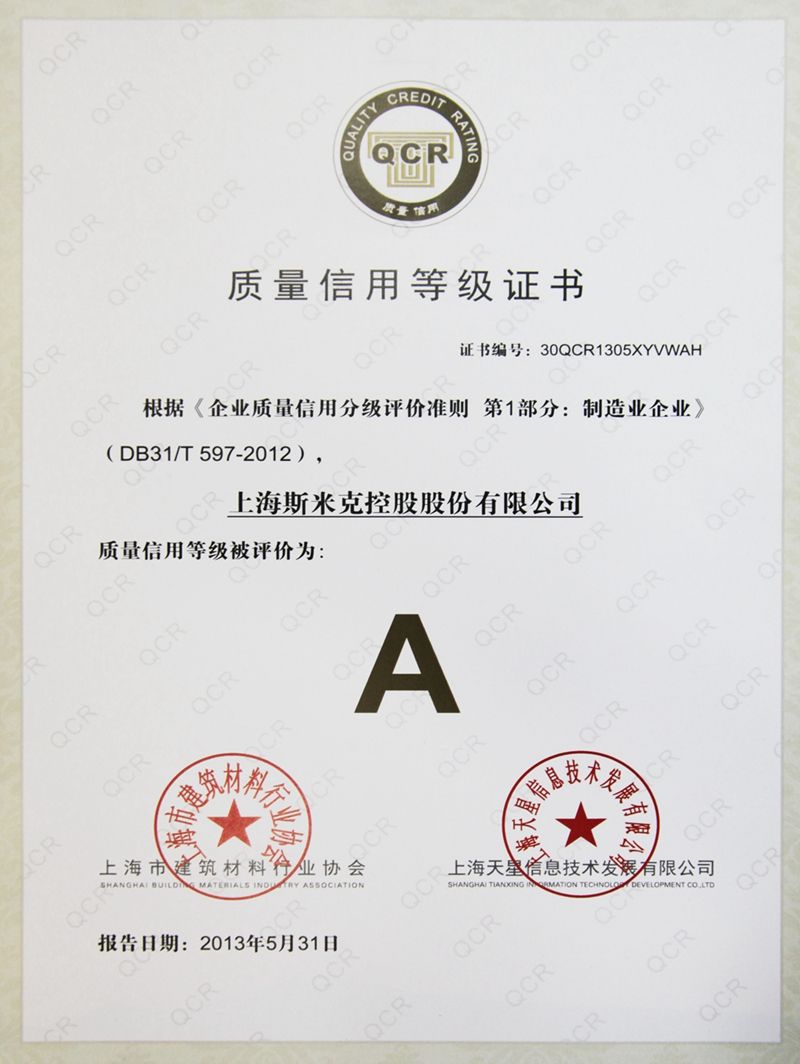 QUALITY CREDIT RATING
QCR
质量信用
质量信用等级证书
证书编号：30QCR1305XYVWAH
根据《企业质量信用分级评价准则 第1部分：制造业企业》
（DB31/T 597-2012），
上海斯米克控股股份有限公司
质量信用等级被评价为：
A
上海市建筑材料行业协会
上海天星信息技术发展有限公司
上海市建筑材料行业协会
SHANGHAI BUILDING MATERIALS INDUSTRY ASSOCIATION
上海天星信息技术发展有限公司
SHANGHAI TIANXING INFORMATION TECHNOLOGY DEVELOPMENT CO.,LTD
报告日期：2013年5月31日